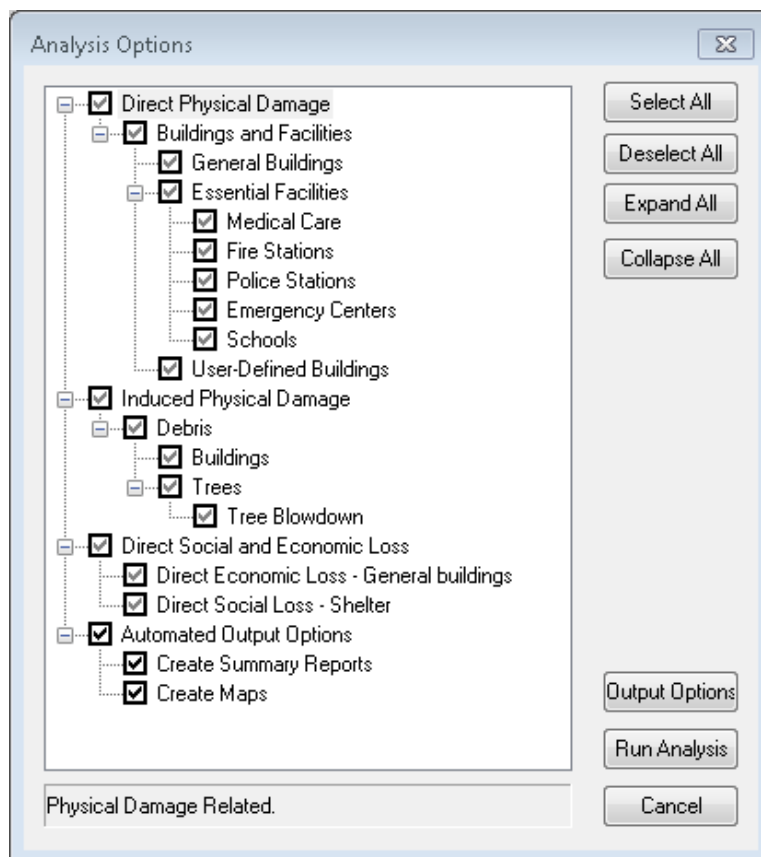 Analysis Options
Direct Physical Damage
Buildings and Facilities
General Buildings
Essential Facilities
Medical Care
Fire Stations
Police Stations
Emergency Centers
Schools
User-Defined Buildings
Induced Physical Damage
Debris
Buildings
Trees
Tree Blowdown
Direct Social and Economic Loss
Direct Economic Loss - General buildings
Direct Social Loss - Shelter
Automated Output Options
Create Summary Reports
Create Maps
Select All
Deselect All
Expand All
Collapse All
Output Options
Run Analysis
Cancel
Physical Damage Related.